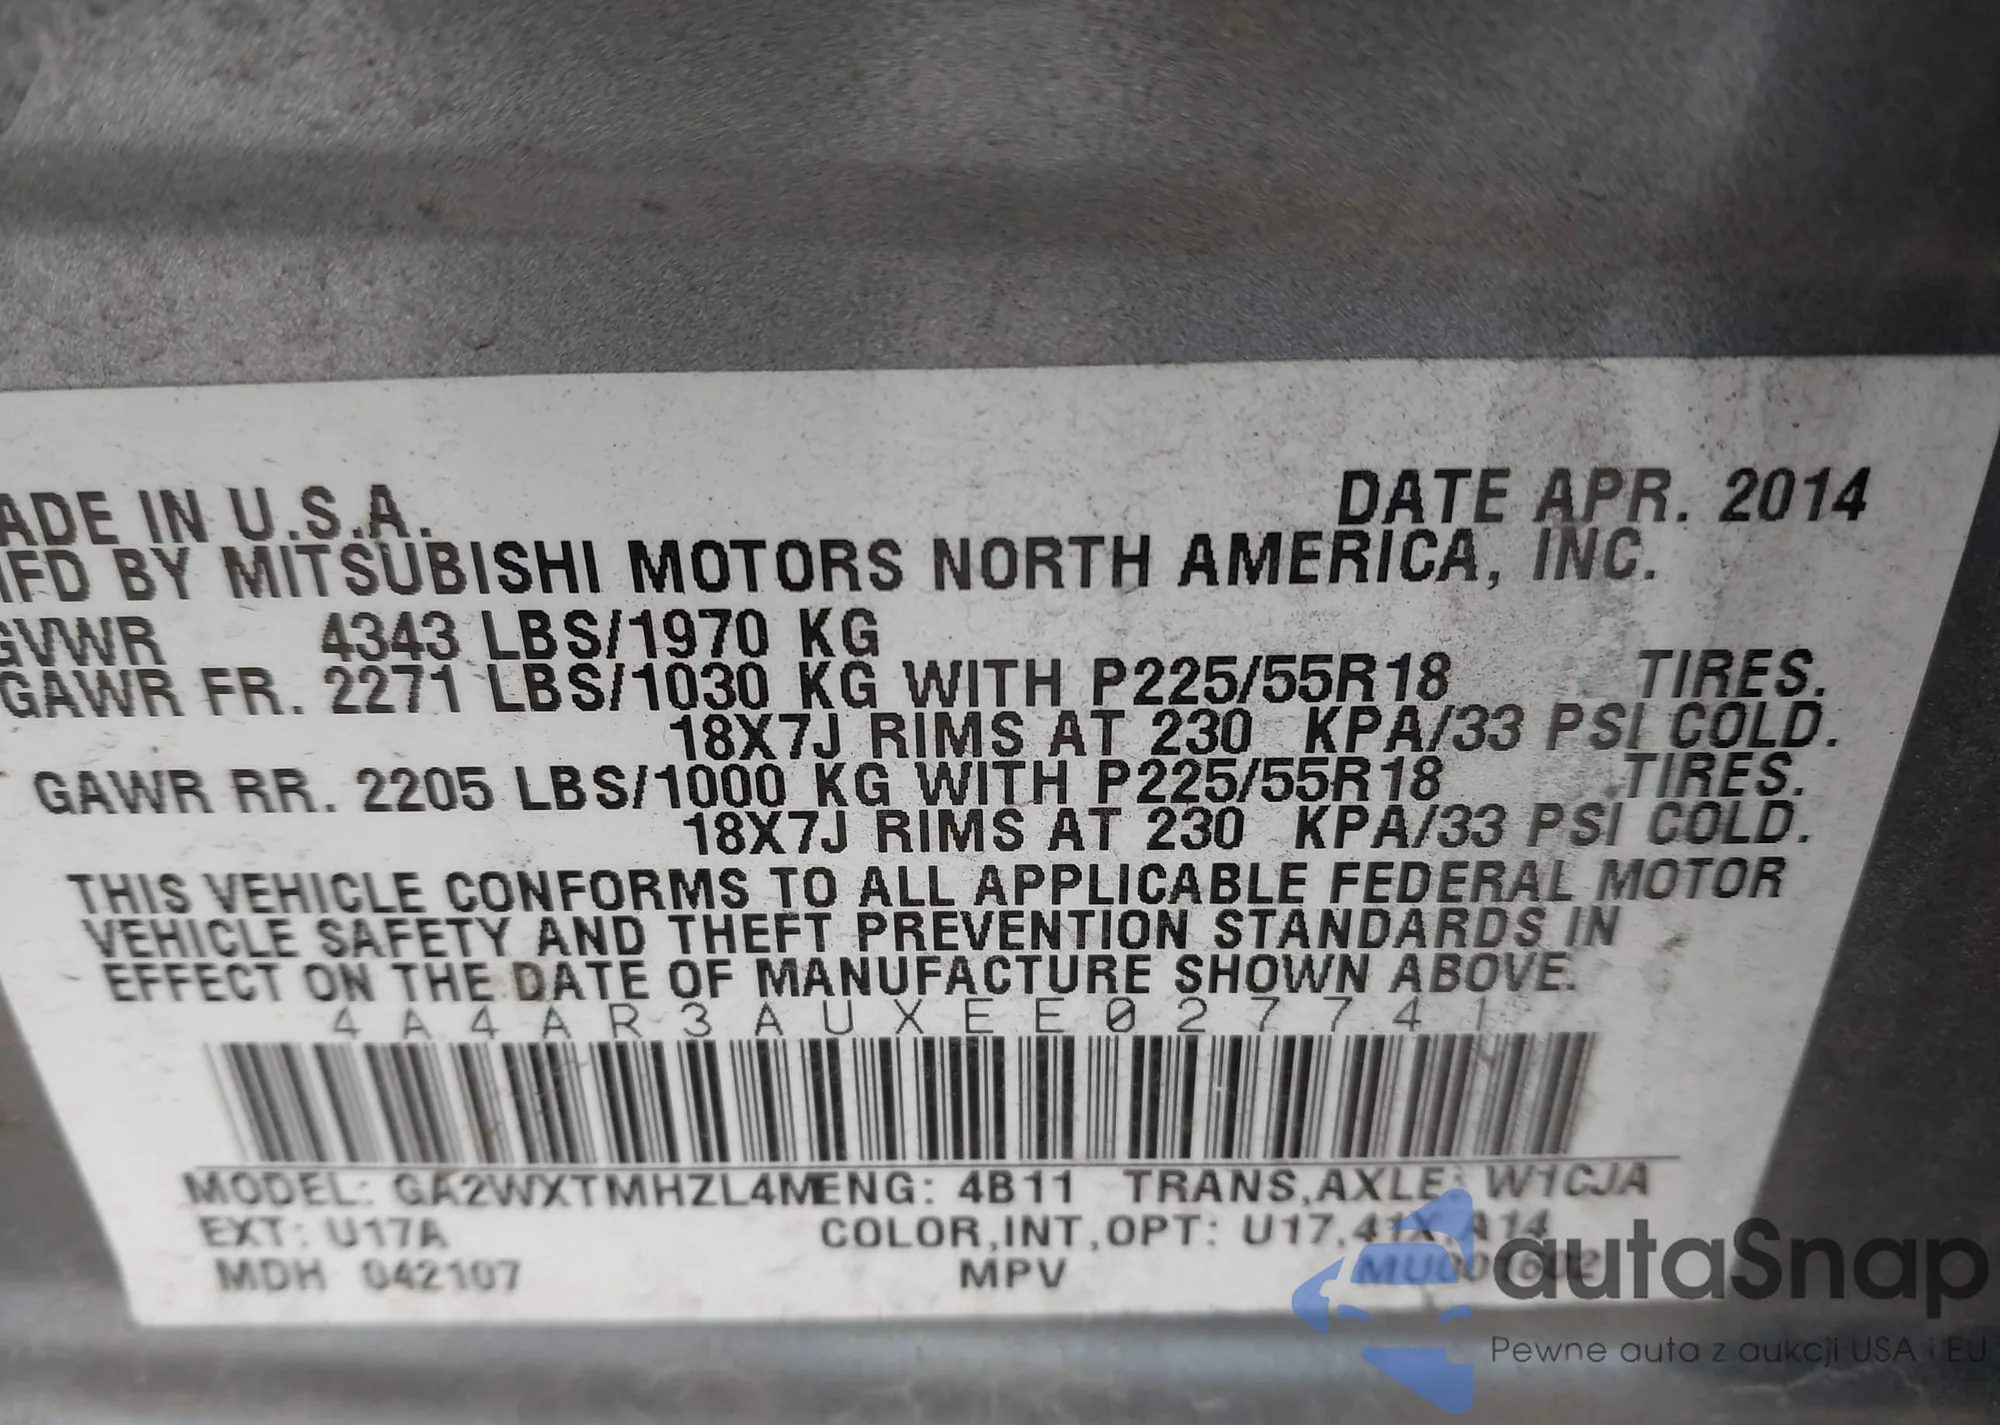 ADE IN U.S.A. DATE APR. 2014
FD BY MITSUBISHI MOTORS NORTH AMERICA, INC.
GVWR 4343 LBS/1970 KG
GAWR FR. 2271 LBS/1030 KG WITH P225/55R18 TIRES.
18X7J RIMS AT 230 KPA/33 PSI COLD.
GAWR RR. 2205 LBS/1000 KG WITH P225/55R18 TIRES.
18X7J RIMS AT 230 KPA/33 PSI COLD.
THIS VEHICLE CONFORMS TO ALL APPLICABLE FEDERAL MOTOR
VEHICLE SAFETY AND THEFT PREVENTION STANDARDS IN
EFFECT ON THE DATE OF MANUFACTURE SHOWN ABOVE.
4A4AR3AUXEE027741
MODEL: GA2WXTMHZL4M ENG: 4B11 TRANS,AXLE: W1CJA
EXT: U17A COLOR,INT,OPT: U17,41X,A14
MDH 042107 MPV
autaSnap
Pewne auta z aukcji USA i EU